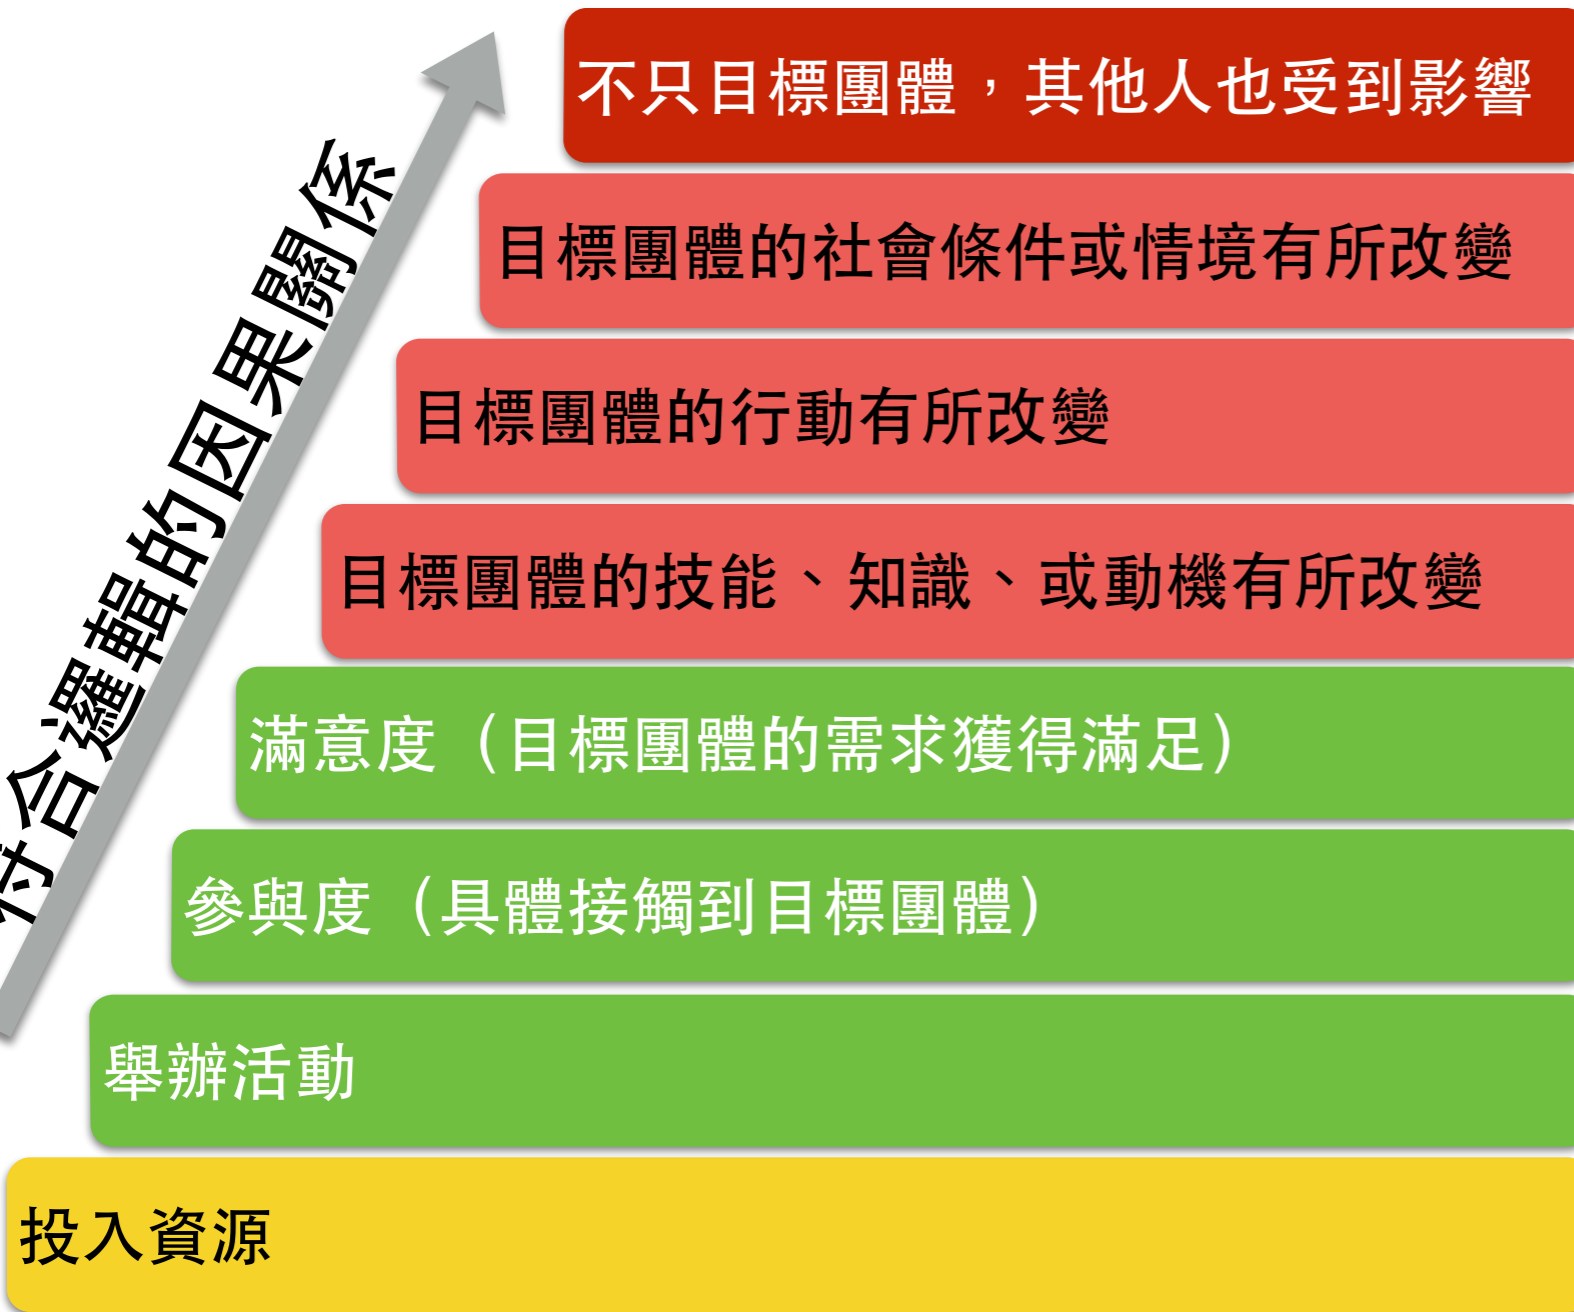 不只目標團體，其他人也受到影響
目標團體的社會條件或情境有所改變
目標團體的行動有所改變
目標團體的技能、知識、或動機有所改變
滿意度（目標團體的需求獲得滿足）
參與度（具體接觸到目標團體）
舉辦活動
投入資源
符合邏輯的因果關係